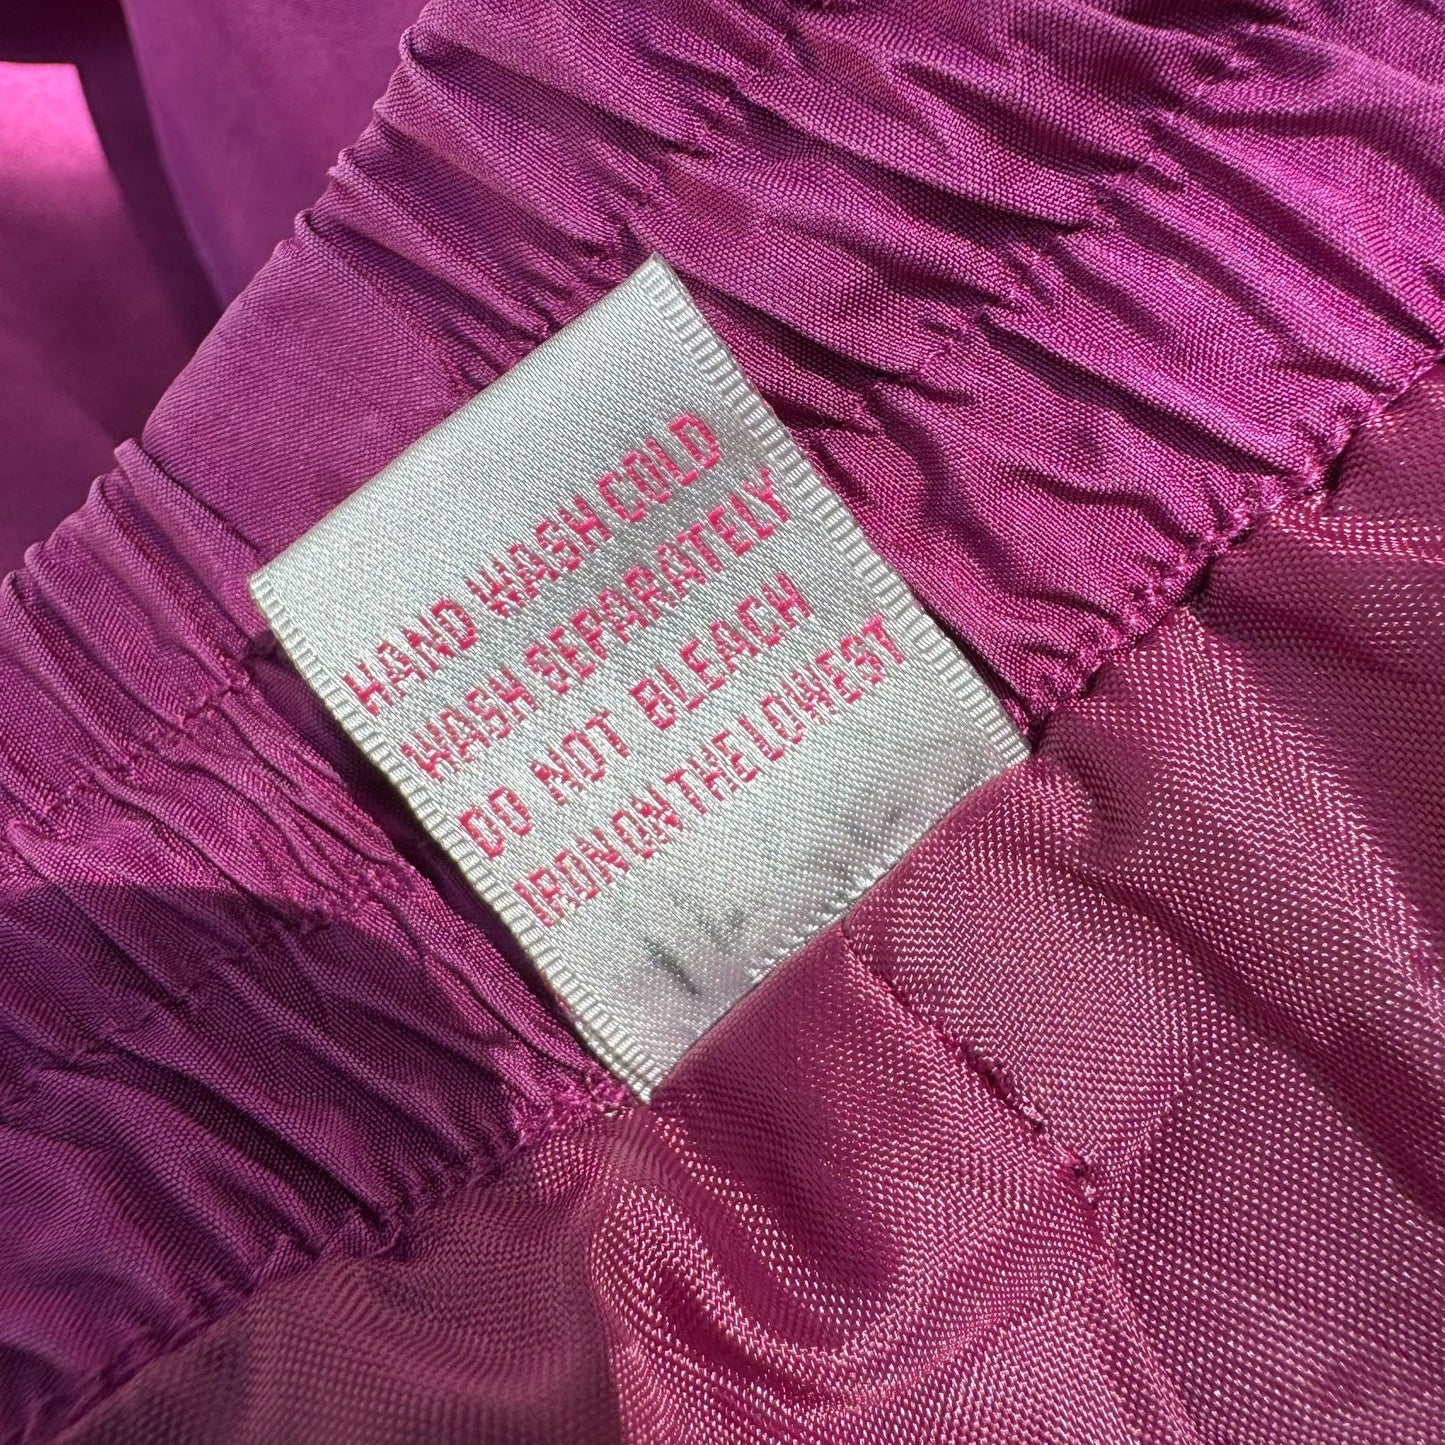 HAND WASH COLD
WASH SEPARATELY
DO NOT BLEACH
IRON ON THE LOWEST